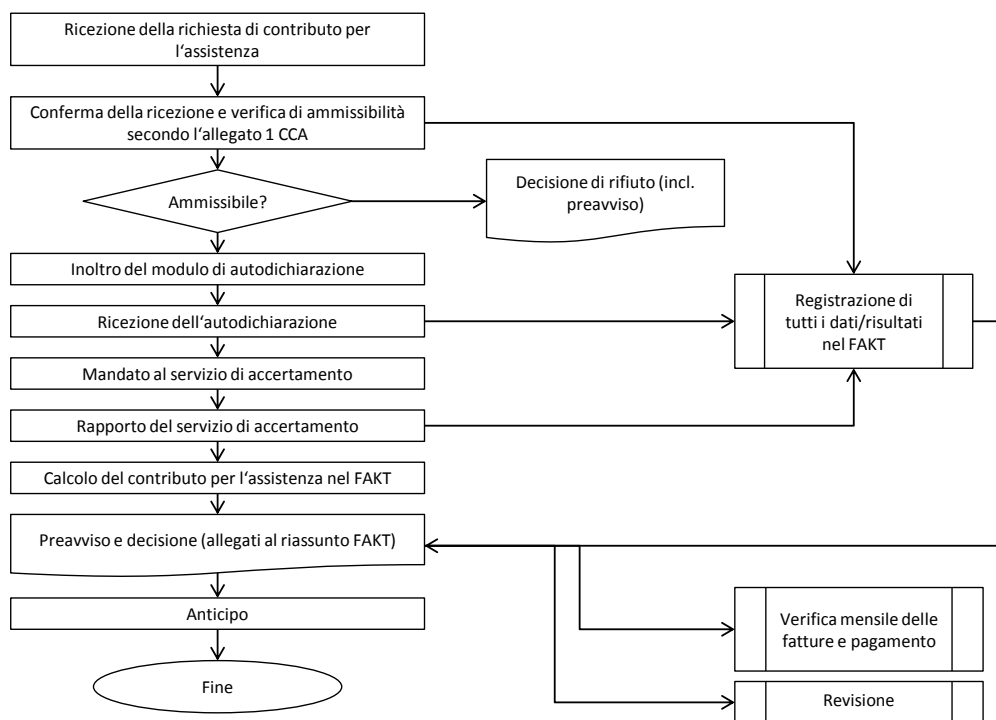 Ricezione della richiesta di contributo per
l‘assistenza
Conferma della ricezione e verifica di ammissibilità
secondo l‘allegato 1 CCA
Ammissibile?
Decisione di rifiuto (incl.
preavviso)
Inoltro del modulo di autodichiarazione
Ricezione dell‘autodichiarazione
Registrazione di
tutti i dati/risultati
nel FAKT
Mandato al servizio di accertamento
Rapporto del servizio di accertamento
Calcolo del contributo per l‘assistenza nel FAKT
Preavviso e decisione (allegati al riassunto FAKT)
Anticipo
Verifica mensile delle
fatture e pagamento
Fine
Revisione